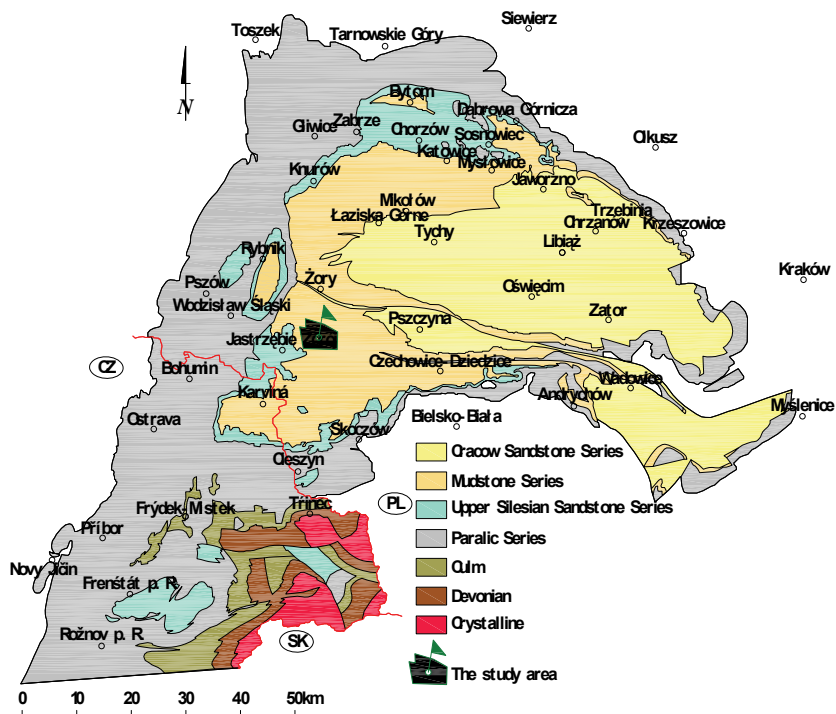 Siewierz
Toszek
Tarnowskie Góry
N
Bytom
Dąbrowa Górnicza
Zabrze
Gliwice
Chorzów
Sosnowiec
Olkusz
Katowice
Mysłowice
Knurów
Jaworzno
Mikołów
Trzebinia
Łaziska Górne
Chrzanów
Krzeszowice
Tychy
Libiąż
Rybnik
Kraków
Pszów
Żory
Oświęcim
Wodzisław Śląski
Zator
Pszczyna
Jastrzębie
CZ
Czechowice-Dziedzice
Bohumin
Wadowice
Karviná
Andrychów
Myślenice
Ostrava
Bielsko-Biała
Skoczów
Cracow Sandstone Series
Cieszyn
Mudstone Series
Třinec
PL
Upper Silesian Sandstone Series
Frýdek-Mistek
Příbor
Paralic Series
Novy Jičin
Culm
Frenštát p. R.
Devonian
Crystalline
Rožnov p. R.
SK
The study area
0 10 20 30 40 50km